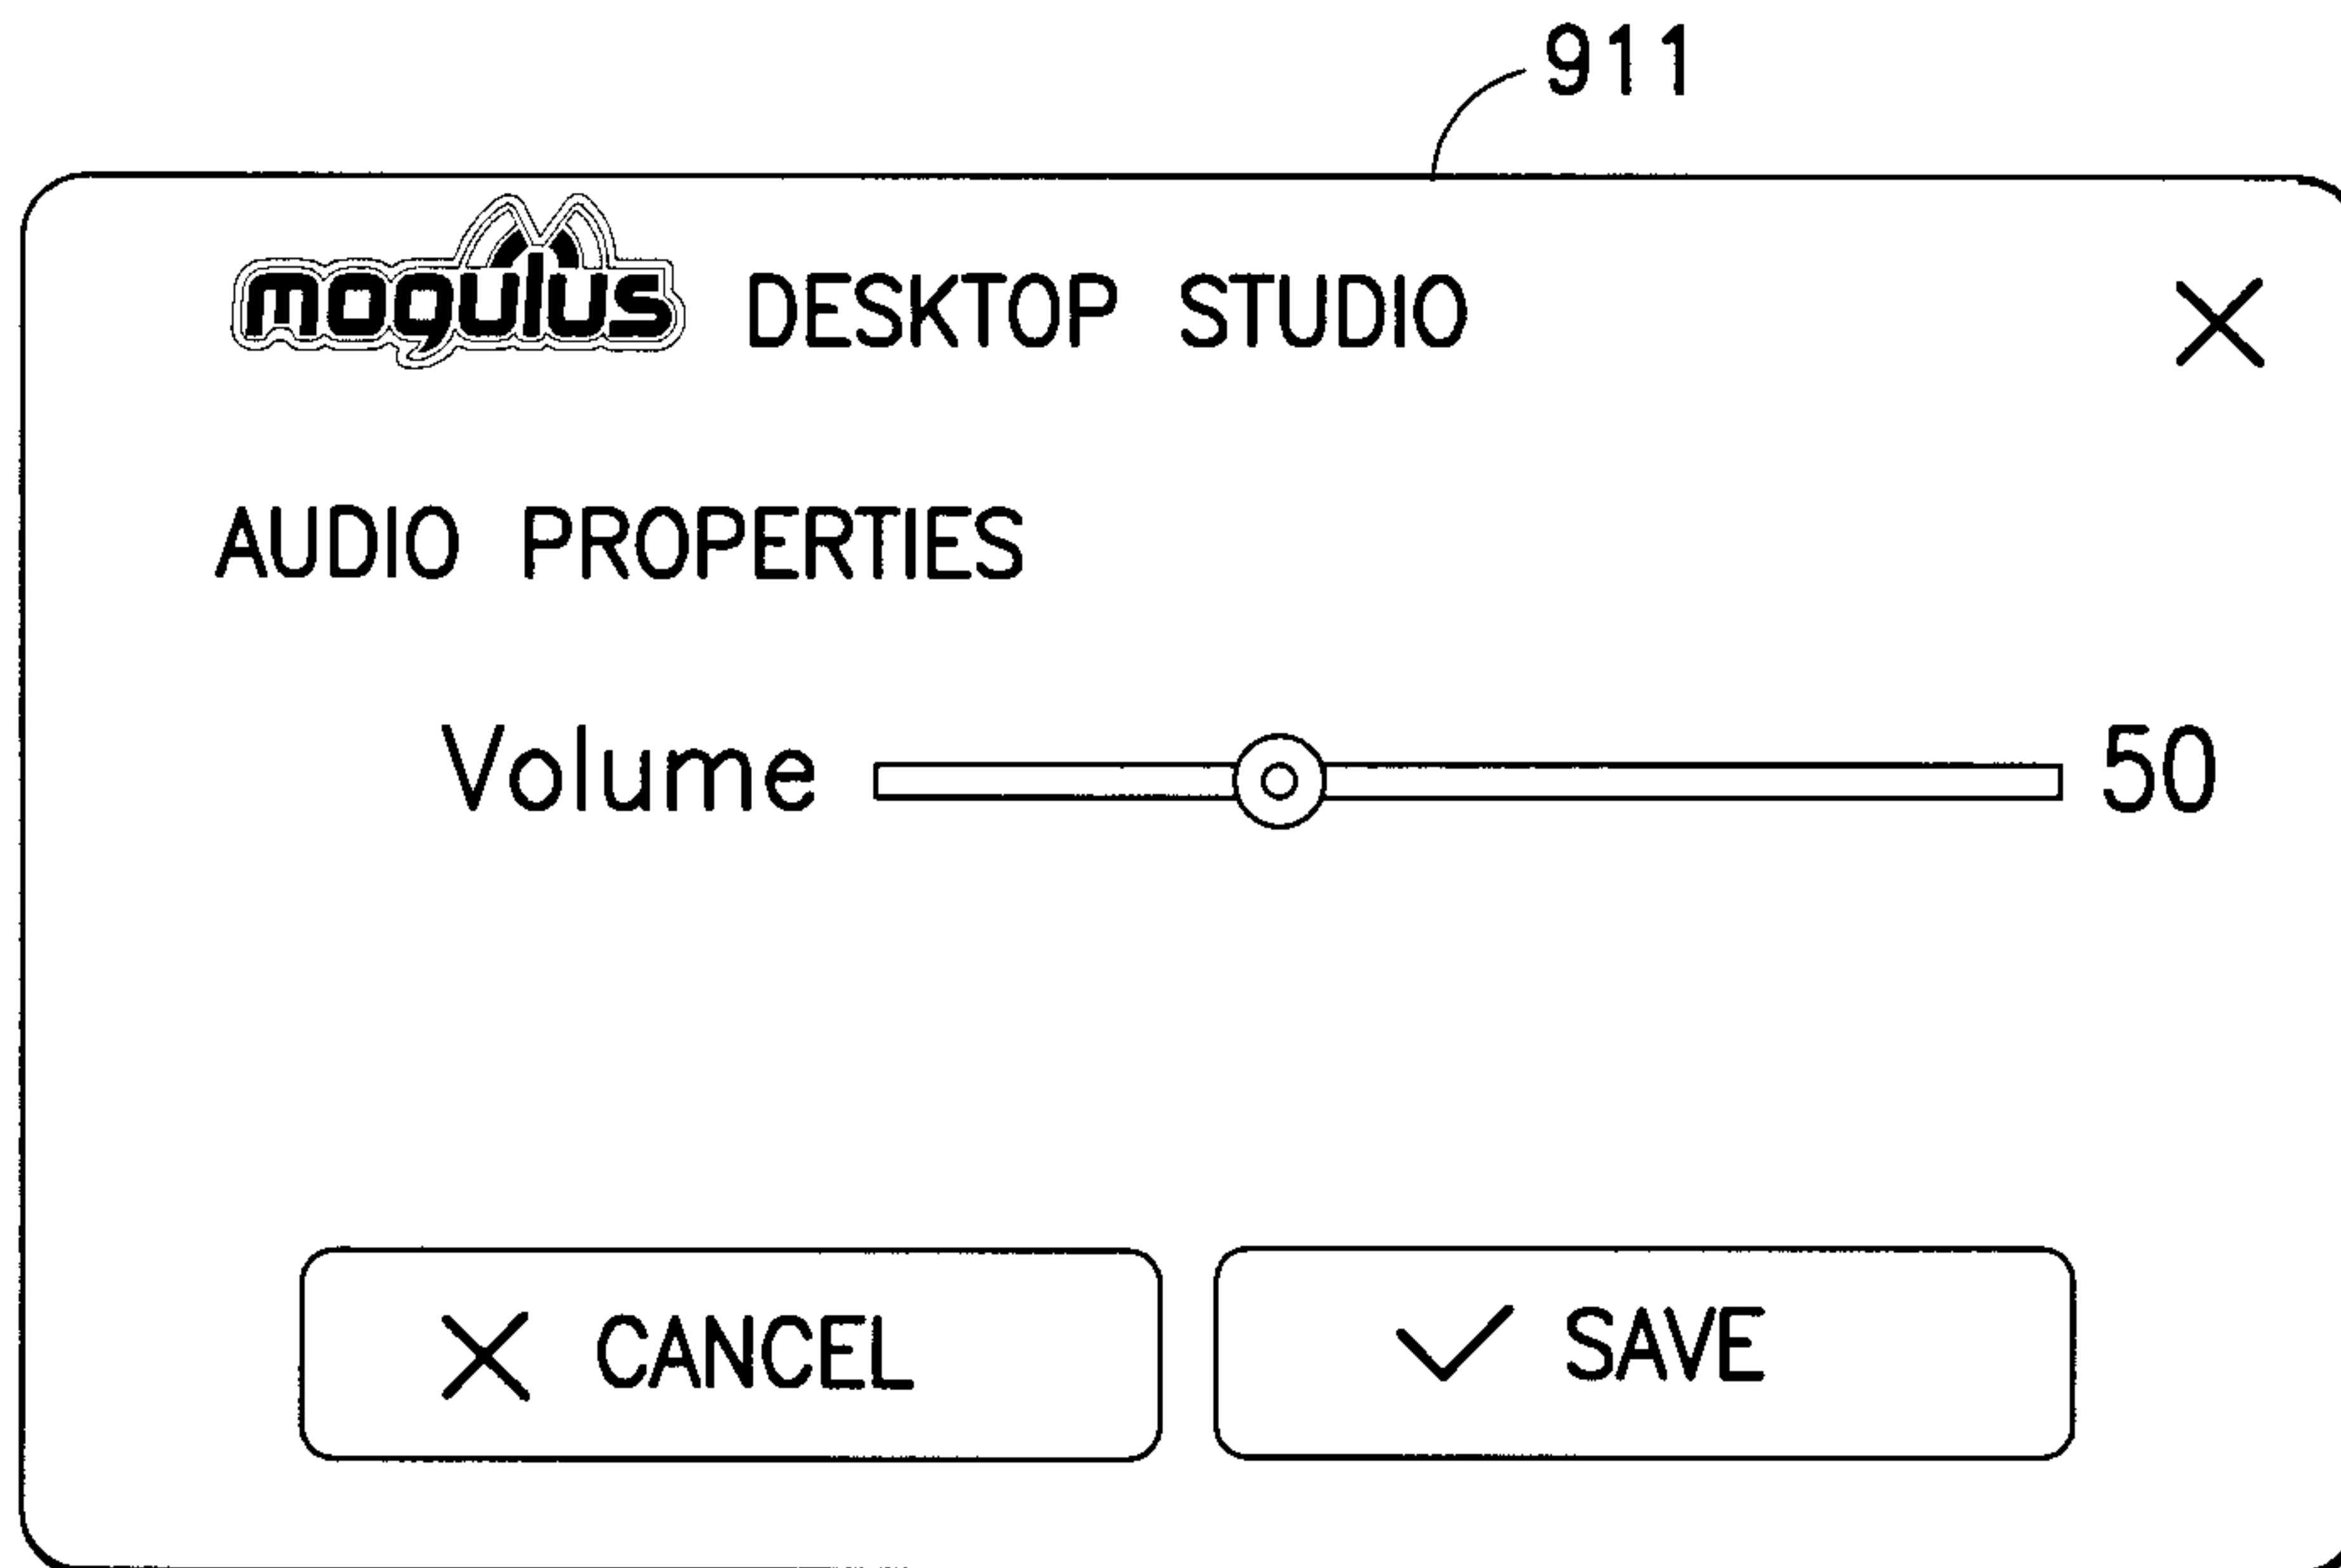 911
mogulus DESKTOP STUDIO
AUDIO PROPERTIES
Volume 50
CANCEL SAVE